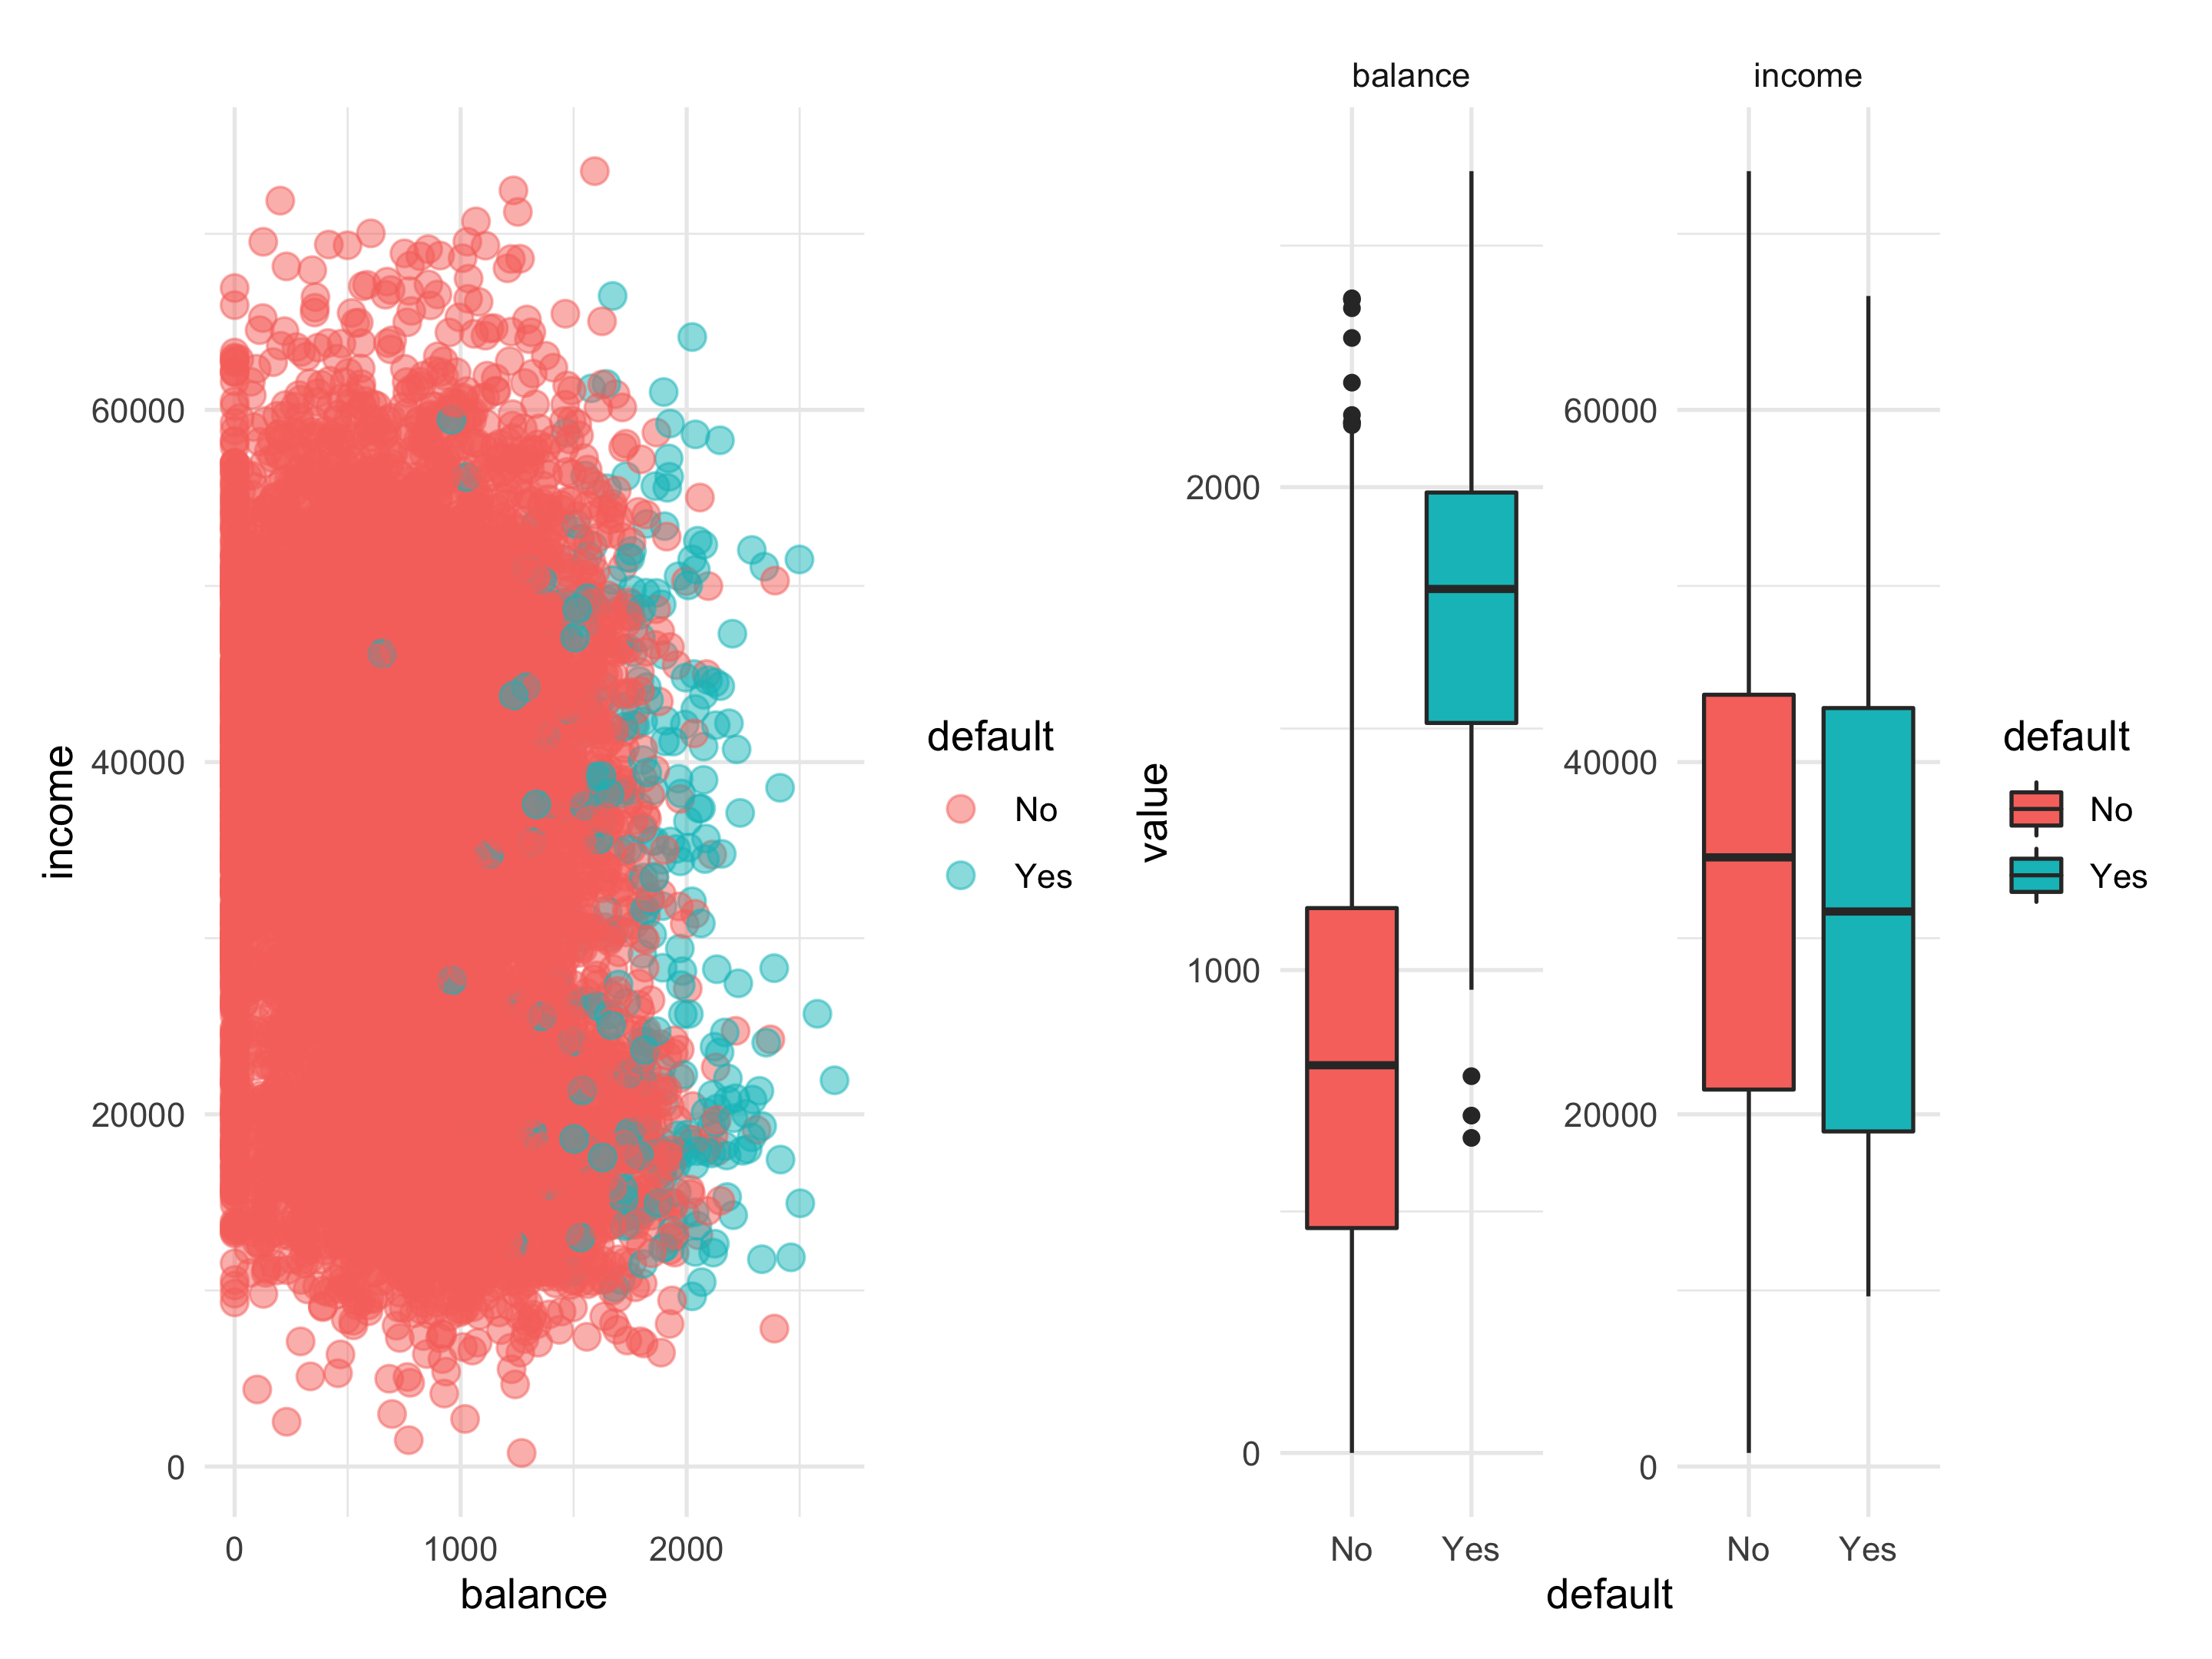 income
60000
40000
20000
0
0 1000 2000
balance
default
No
Yes
balance income
value
2000
1000
0
60000
40000
20000
0
No Yes No Yes
default
default
No
Yes